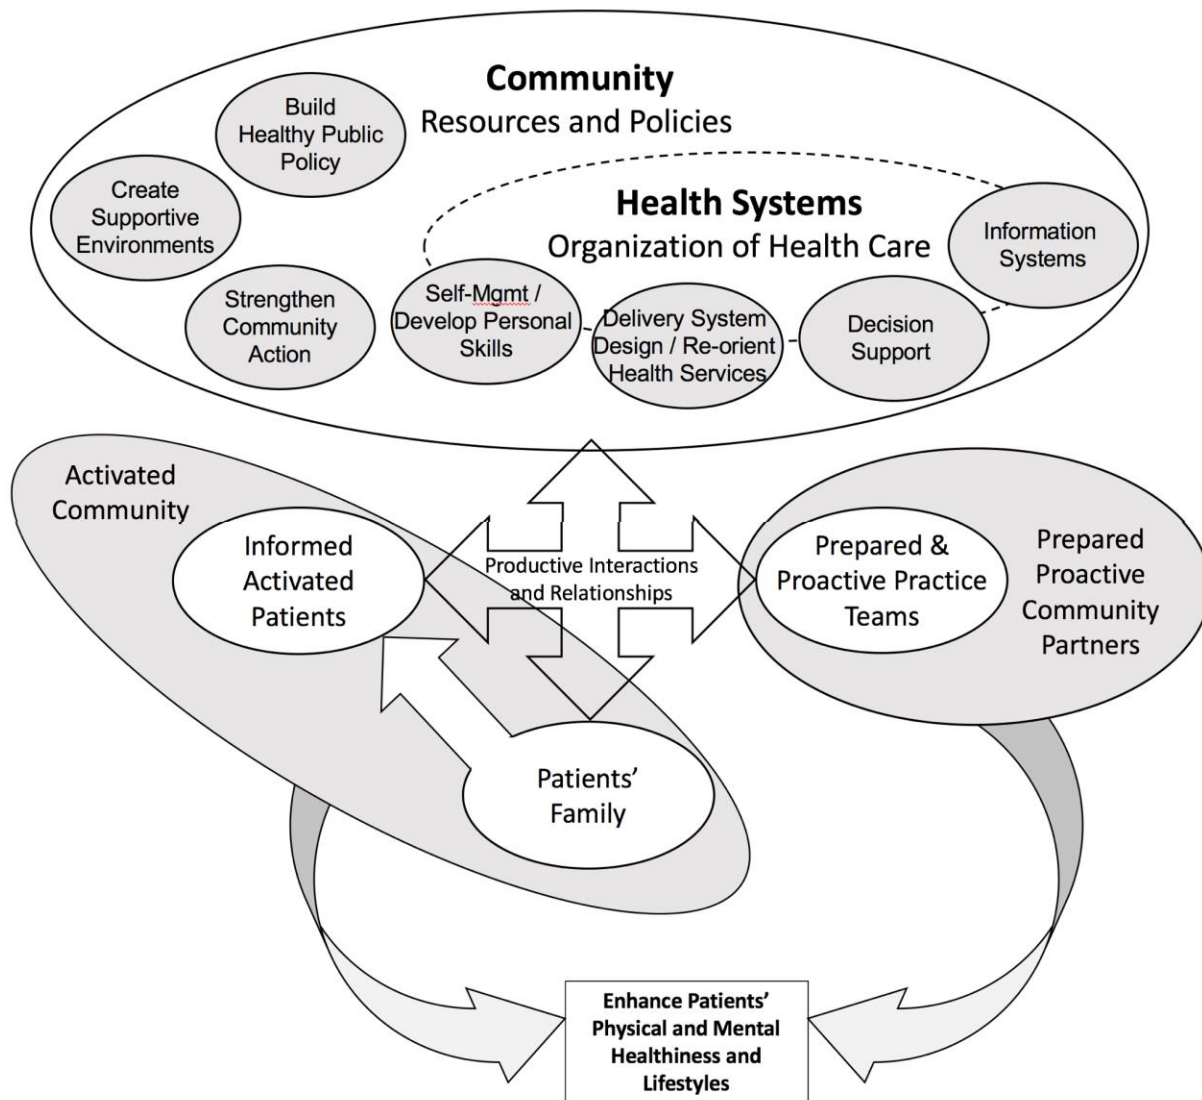 Community
Resources and Policies
Build
Healthy Public
Policy
Create
Supportive
Environments
Strengthen
Community
Action
Health Systems
Organization of Health Care
Self-Mgmt /
Develop Personal
Skills
Delivery System
Design / Re-orient
Health Services
Decision
Support
Information
Systems
Activated
Community
Informed
Activated
Patients
Productive Interactions
and Relationships
Prepared &
Proactive Practice
Teams
Prepared
Proactive
Community
Partners
Patients'
Family
Enhance Patients'
Physical and Mental
Healthiness and
Lifestyles